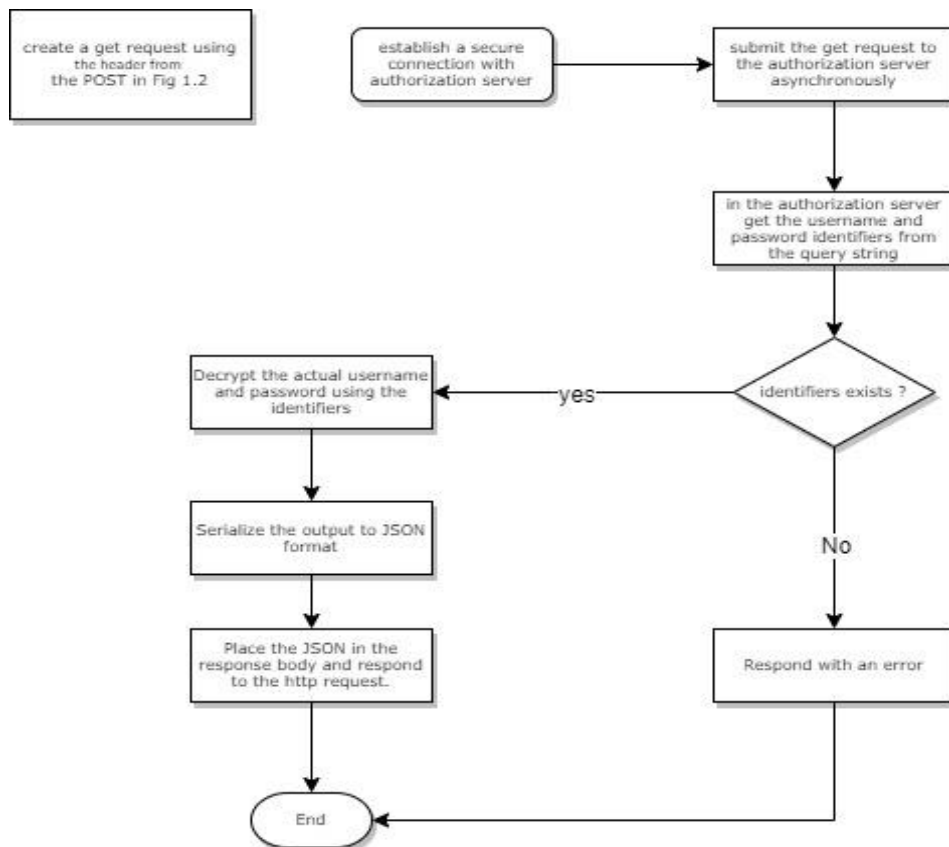 create a get request using
the header from
the POST in Fig 1.2
establish a secure
connection with
authorization server
submit the get request to
the authorization server
asynchronously
in the authorization server
get the username and
password identifiers from
the query string
identifiers exists ?
yes
No
Decrypt the actual username
and password using the
identifiers
Serialize the output to JSON
format
Place the JSON in the
response body and respond
to the http request.
Respond with an error
End